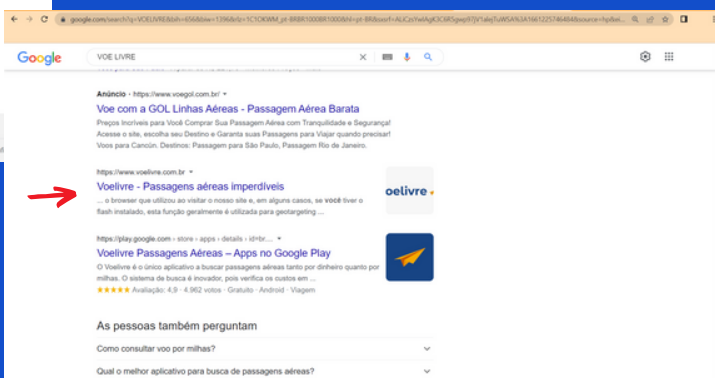 Google
VOE LIVRE
Anúncio · https://www.voegol.com.br/
Voe com a GOL Linhas Aéreas - Passagem Aérea Barata
Preços Incríveis para Você Comprar Sua Passagem Aérea com Tranquilidade e Segurança!
Acesse o site, escolha seu Destino e Garanta suas Passagens para Viajar quando precisar!
Voos para Cancún. Destinos: Passagem para São Paulo, Passagem Rio de Janeiro.
https://www.voelivre.com.br
Voelivre - Passagens aéreas imperdíveis
... o browser que utilizou ao visitar o nosso site e, em alguns casos, se você tiver o
flash instalado, esta função geralmente é utilizada para geotargeting ...
oelivre
https://play.google.com › store › apps › details › id=br....
Voelivre Passagens Aéreas – Apps no Google Play
O Voelivre é o único aplicativo a buscar passagens aéreas tanto por dinheiro quanto por
milhas. O sistema de busca é inovador, pois verifica os custos em ...
★★★★★ Avaliação: 4,9 · 4.962 votos · Gratuito · Android · Viagem
As pessoas também perguntam
Como consultar voo por milhas?
Qual o melhor aplicativo para busca de passagens aéreas?